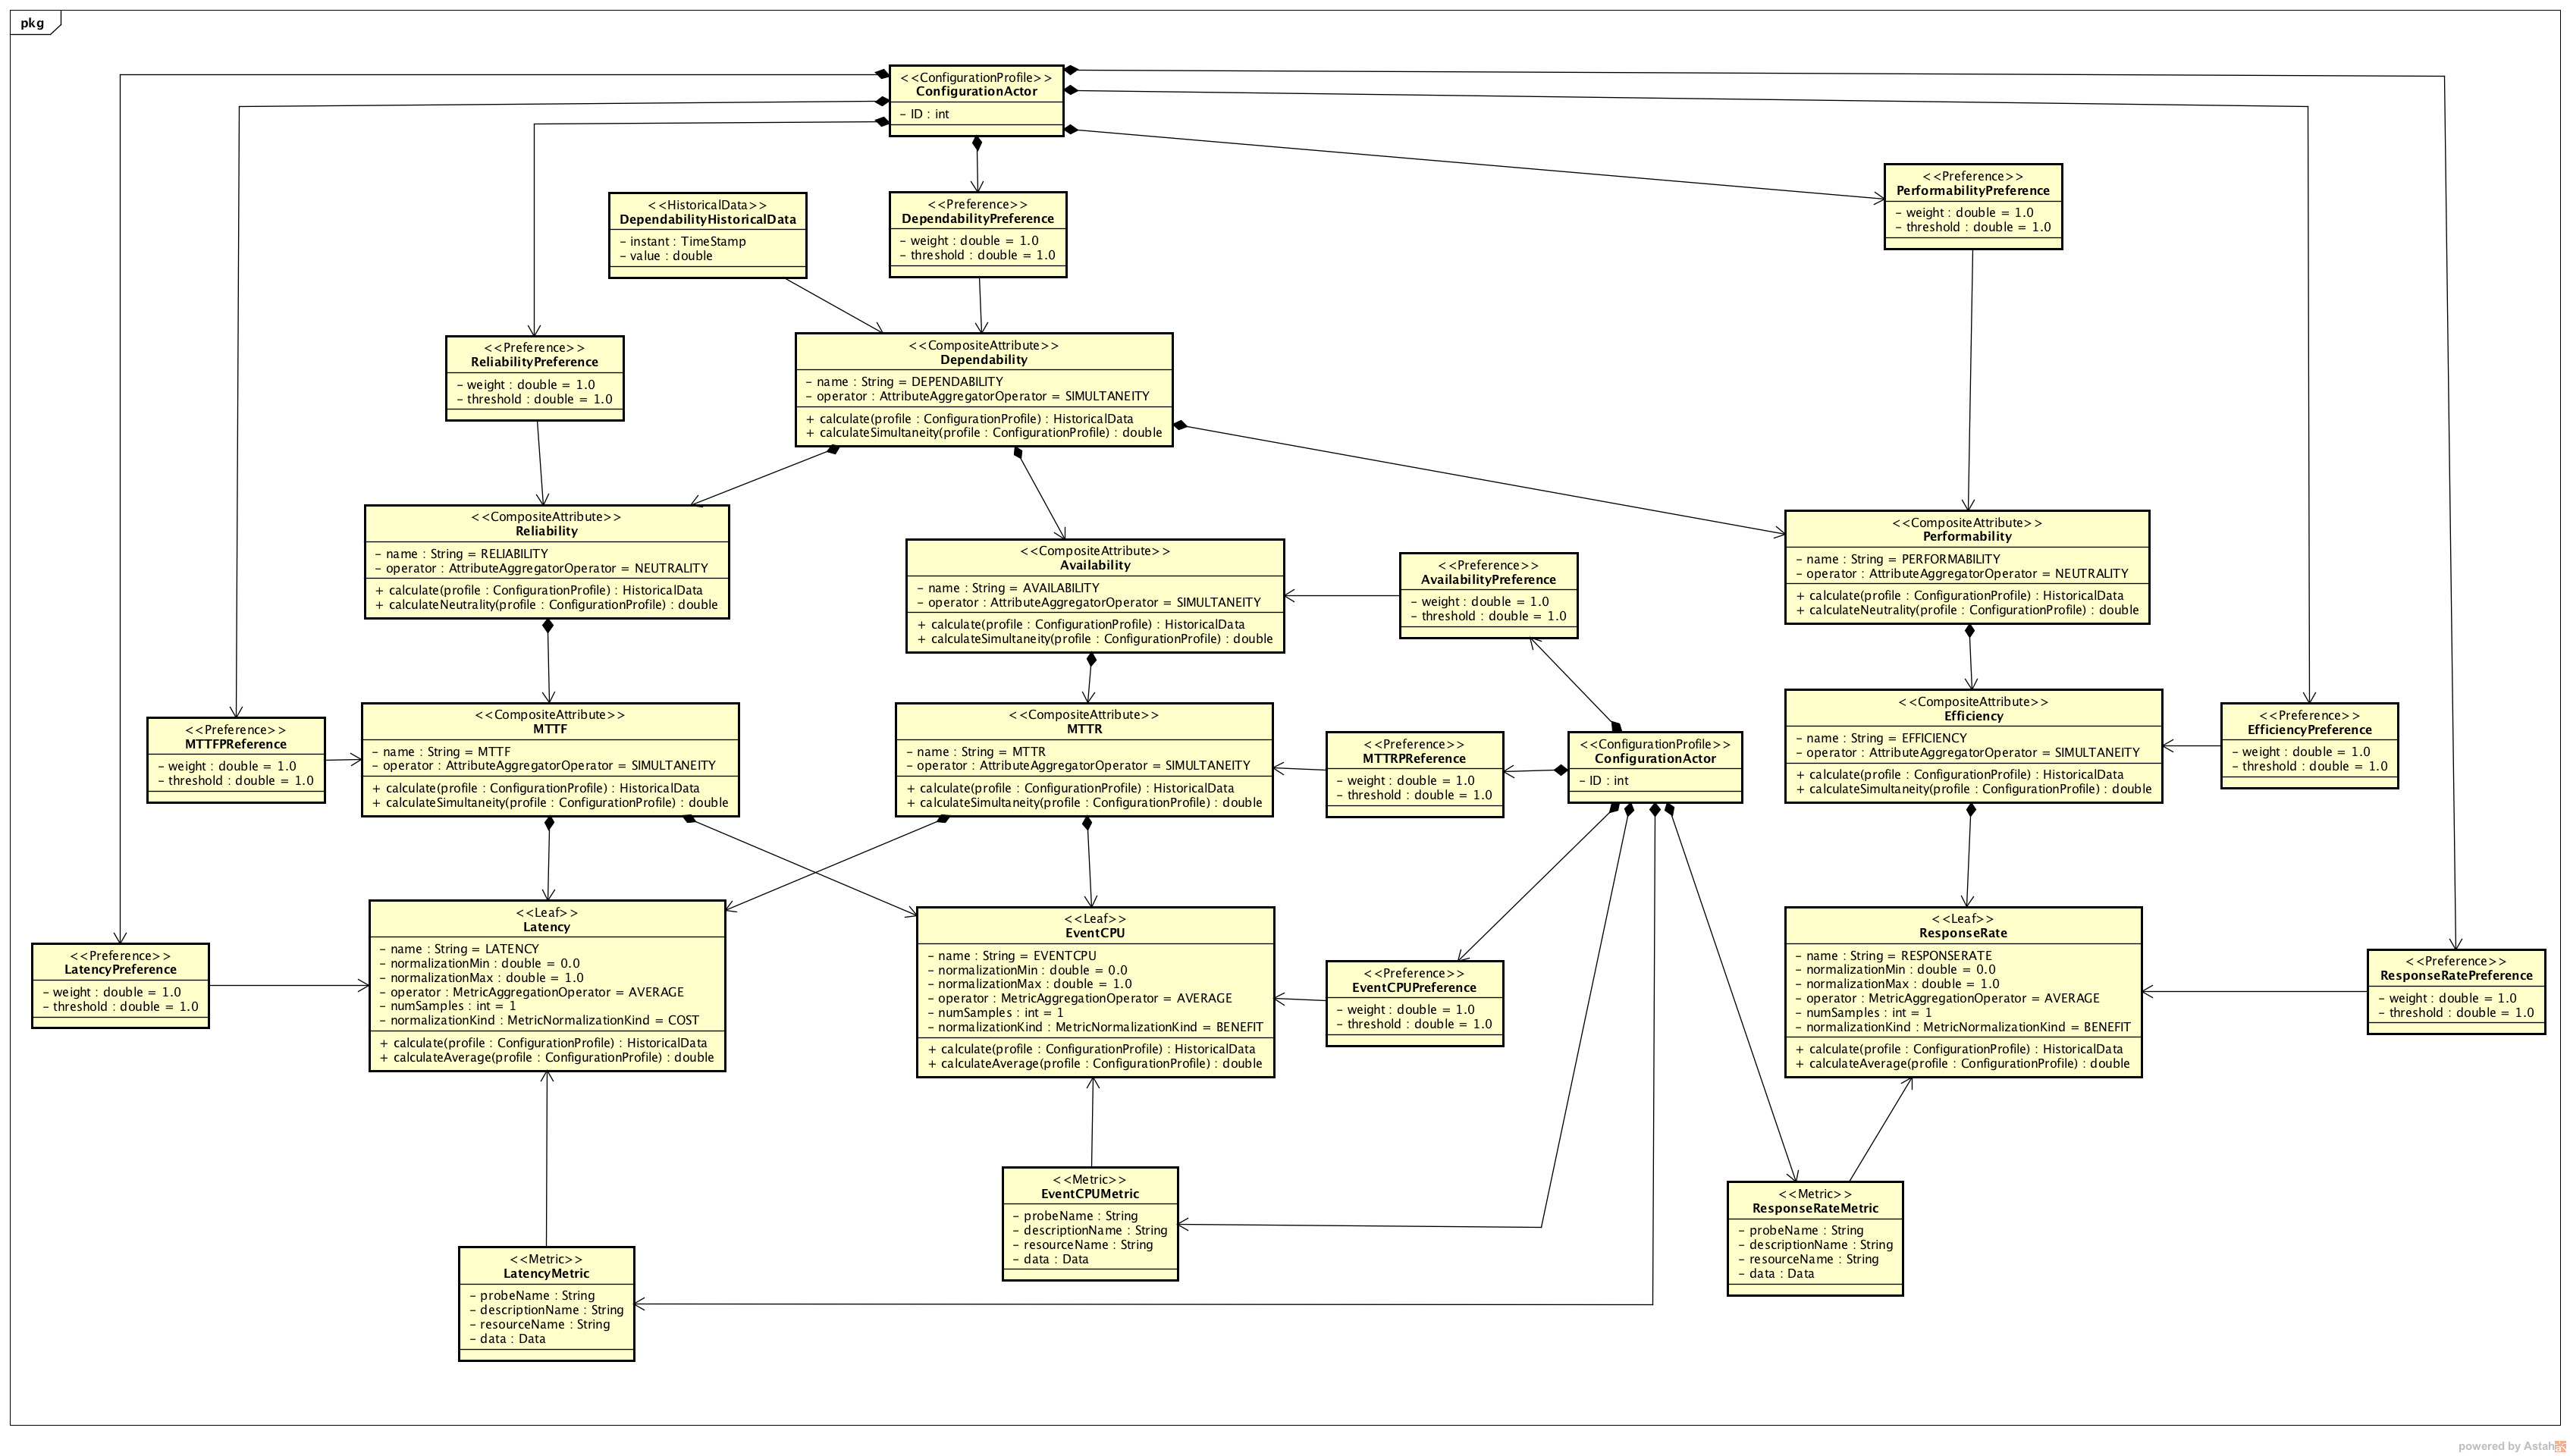 pkg
<<ConfigurationProfile>>
ConfigurationActor
– ID : int
<<Preference>>
PerformabilityPreference
– weight : double = 1.0
– threshold : double = 1.0
<<HistoricalData>>
DependabilityHistoricalData
– instant : TimeStamp
– value : double
<<Preference>>
DependabilityPreference
– weight : double = 1.0
– threshold : double = 1.0
<<Preference>>
ReliabilityPreference
– weight : double = 1.0
– threshold : double = 1.0
<<CompositeAttribute>>
Dependability
– name : String = DEPENDABILITY
– operator : AttributeAggregatorOperator = SIMULTANEITY
+ calculate(profile : ConfigurationProfile) : HistoricalData
+ calculateSimultaneity(profile : ConfigurationProfile) : double
<<CompositeAttribute>>
Reliability
– name : String = RELIABILITY
– operator : AttributeAggregatorOperator = NEUTRALITY
+ calculate(profile : ConfigurationProfile) : HistoricalData
+ calculateNeutrality(profile : ConfigurationProfile) : double
<<CompositeAttribute>>
Availability
– name : String = AVAILABILITY
– operator : AttributeAggregatorOperator = SIMULTANEITY
+ calculate(profile : ConfigurationProfile) : HistoricalData
+ calculateSimultaneity(profile : ConfigurationProfile) : double
<<Preference>>
AvailabilityPreference
– weight : double = 1.0
– threshold : double = 1.0
<<CompositeAttribute>>
Performability
– name : String = PERFORMABILITY
– operator : AttributeAggregatorOperator = NEUTRALITY
+ calculate(profile : ConfigurationProfile) : HistoricalData
+ calculateNeutrality(profile : ConfigurationProfile) : double
<<Preference>>
MTTFPReference
– weight : double = 1.0
– threshold : double = 1.0
<<CompositeAttribute>>
MTTF
– name : String = MTTF
– operator : AttributeAggregatorOperator = SIMULTANEITY
+ calculate(profile : ConfigurationProfile) : HistoricalData
+ calculateSimultaneity(profile : ConfigurationProfile) : double
<<CompositeAttribute>>
MTTR
– name : String = MTTR
– operator : AttributeAggregatorOperator = SIMULTANEITY
+ calculate(profile : ConfigurationProfile) : HistoricalData
+ calculateSimultaneity(profile : ConfigurationProfile) : double
<<Preference>>
MTTRPReference
– weight : double = 1.0
– threshold : double = 1.0
<<ConfigurationProfile>>
ConfigurationActor
– ID : int
<<CompositeAttribute>>
Efficiency
– name : String = EFFICIENCY
– operator : AttributeAggregatorOperator = SIMULTANEITY
+ calculate(profile : ConfigurationProfile) : HistoricalData
+ calculateSimultaneity(profile : ConfigurationProfile) : double
<<Preference>>
EfficiencyPreference
– weight : double = 1.0
– threshold : double = 1.0
<<Preference>>
LatencyPreference
– weight : double = 1.0
– threshold : double = 1.0
<<Leaf>>
Latency
– name : String = LATENCY
– normalizationMin : double = 0.0
– normalizationMax : double = 1.0
– operator : MetricAggregationOperator = AVERAGE
– numSamples : int = 1
– normalizationKind : MetricNormalizationKind = COST
+ calculate(profile : ConfigurationProfile) : HistoricalData
+ calculateAverage(profile : ConfigurationProfile) : double
<<Leaf>>
EventCPU
– name : String = EVENTCPU
– normalizationMin : double = 0.0
– normalizationMax : double = 1.0
– operator : MetricAggregationOperator = AVERAGE
– numSamples : int = 1
– normalizationKind : MetricNormalizationKind = BENEFIT
+ calculate(profile : ConfigurationProfile) : HistoricalData
+ calculateAverage(profile : ConfigurationProfile) : double
<<Preference>>
EventCPUPreference
– weight : double = 1.0
– threshold : double = 1.0
<<Leaf>>
ResponseRate
– name : String = RESPONSERATE
– normalizationMin : double = 0.0
– normalizationMax : double = 1.0
– operator : MetricAggregationOperator = AVERAGE
– numSamples : int = 1
– normalizationKind : MetricNormalizationKind = BENEFIT
+ calculate(profile : ConfigurationProfile) : HistoricalData
+ calculateAverage(profile : ConfigurationProfile) : double
<<Preference>>
ResponseRatePreference
– weight : double = 1.0
– threshold : double = 1.0
<<Metric>>
EventCPUMetric
– probeName : String
– descriptionName : String
– resourceName : String
– data : Data
<<Metric>>
ResponseRateMetric
– probeName : String
– descriptionName : String
– resourceName : String
– data : Data
<<Metric>>
LatencyMetric
– probeName : String
– descriptionName : String
– resourceName : String
– data : Data
powered by Astah